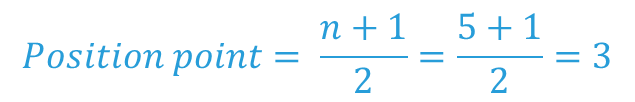 Position point = (n + 1)/2 = (5 + 1)/2 = 3